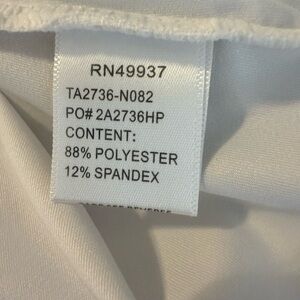 RN49937
TA2736-N082
PO# 2A2736HP
CONTENT:
88% POLYESTER
12% SPANDEX